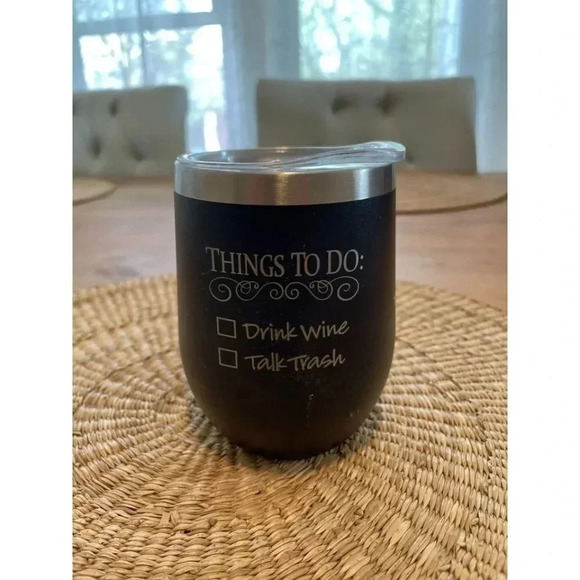 THINGS TO DO:
Drink Wine
Talk Trash